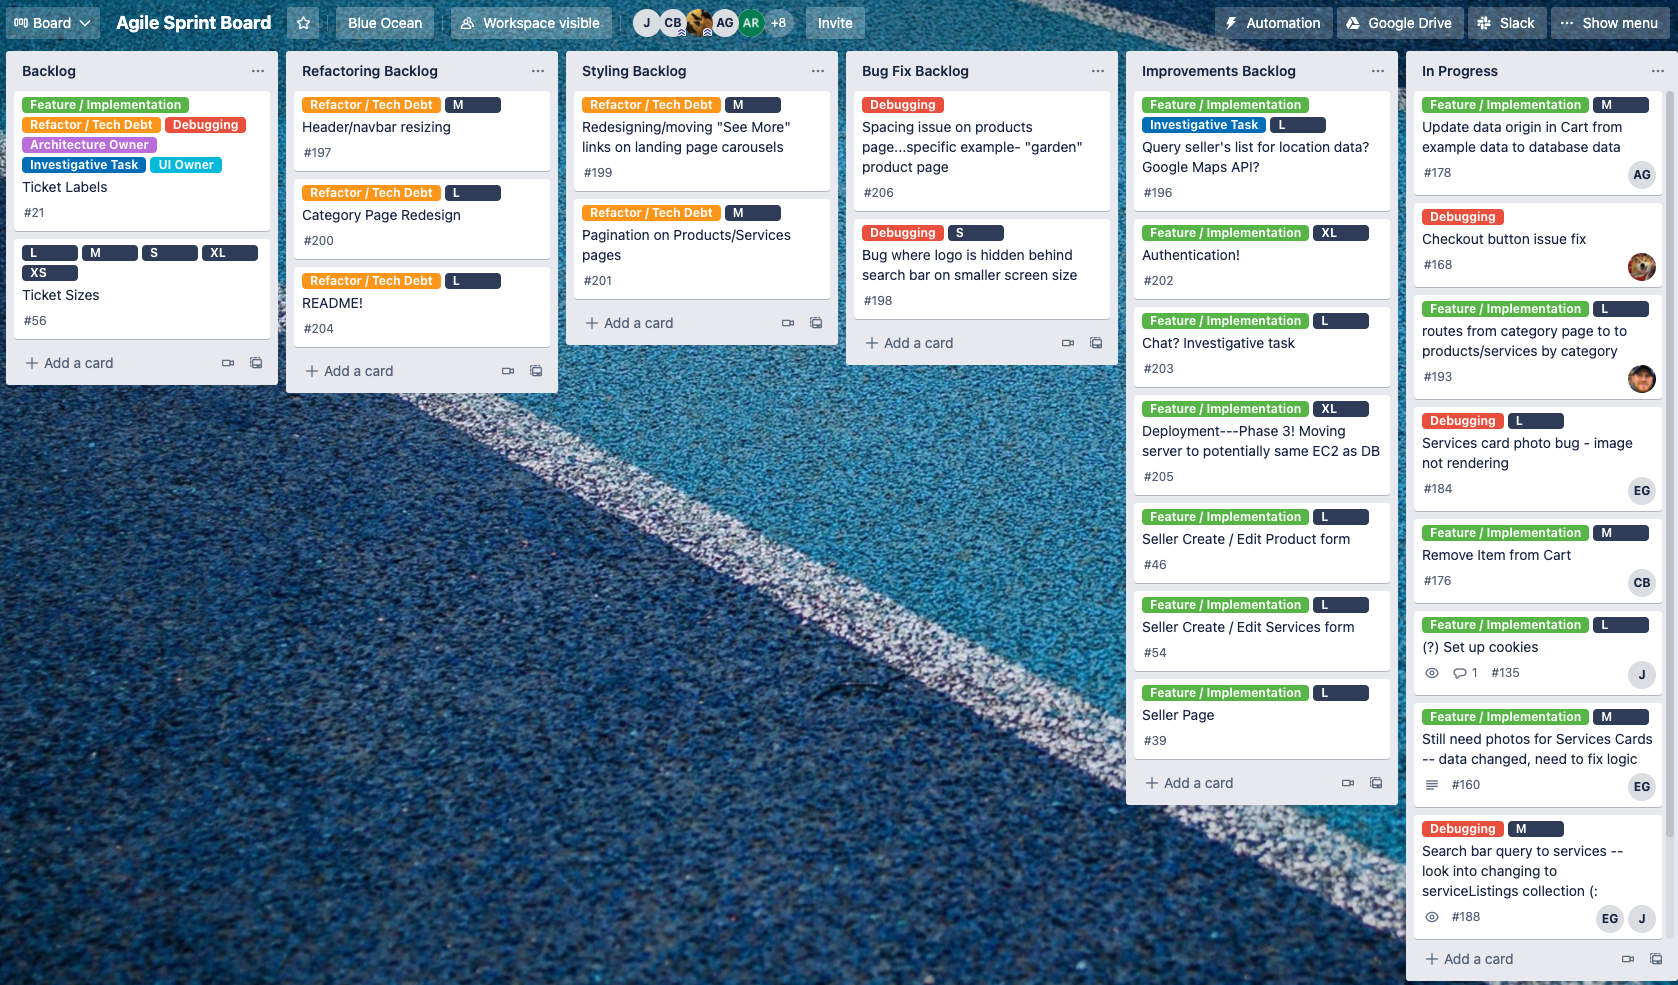 Board
Agile Sprint Board
Blue Ocean
Workspace visible
J CB AG AR +8
Invite
Automation
Google Drive
Slack
Show menu
Backlog
Feature / Implementation
Refactor / Tech Debt Debugging
Architecture Owner
Investigative Task UI Owner
Ticket Labels
#21
L M S XL
XS
Ticket Sizes
#56
+ Add a card
Refactoring Backlog
Refactor / Tech Debt M
Header/navbar resizing
#197
Refactor / Tech Debt L
Category Page Redesign
#200
Refactor / Tech Debt L
README!
#204
+ Add a card
Styling Backlog
Refactor / Tech Debt M
Redesigning/moving "See More"
links on landing page carousels
#199
Refactor / Tech Debt M
Pagination on Products/Services
pages
#201
+ Add a card
Bug Fix Backlog
Debugging
Spacing issue on products
page...specific example- "garden"
product page
#206
Debugging S
Bug where logo is hidden behind
search bar on smaller screen size
#198
+ Add a card
Improvements Backlog
Feature / Implementation
Investigative Task L
Query seller's list for location data?
Google Maps API?
#196
Feature / Implementation XL
Authentication!
#202
Feature / Implementation L
Chat? Investigative task
#203
Feature / Implementation XL
Deployment---Phase 3! Moving
server to potentially same EC2 as DB
#205
Feature / Implementation L
Seller Create / Edit Product form
#46
Feature / Implementation L
Seller Create / Edit Services form
#54
Feature / Implementation L
Seller Page
#39
+ Add a card
In Progress
Feature / Implementation M
Update data origin in Cart from
example data to database data
#178 AG
Debugging
Checkout button issue fix
#168
Feature / Implementation L
routes from category page to to
products/services by category
#193
Debugging L
Services card photo bug - image
not rendering
#184 EG
Feature / Implementation M
Remove Item from Cart
#176 CB
Feature / Implementation L
(?) Set up cookies
1 #135 J
Feature / Implementation M
Still need photos for Services Cards
-- data changed, need to fix logic
#160 EG
Debugging M
Search bar query to services --
look into changing to
serviceListings collection (:
#188 EG J
+ Add a card